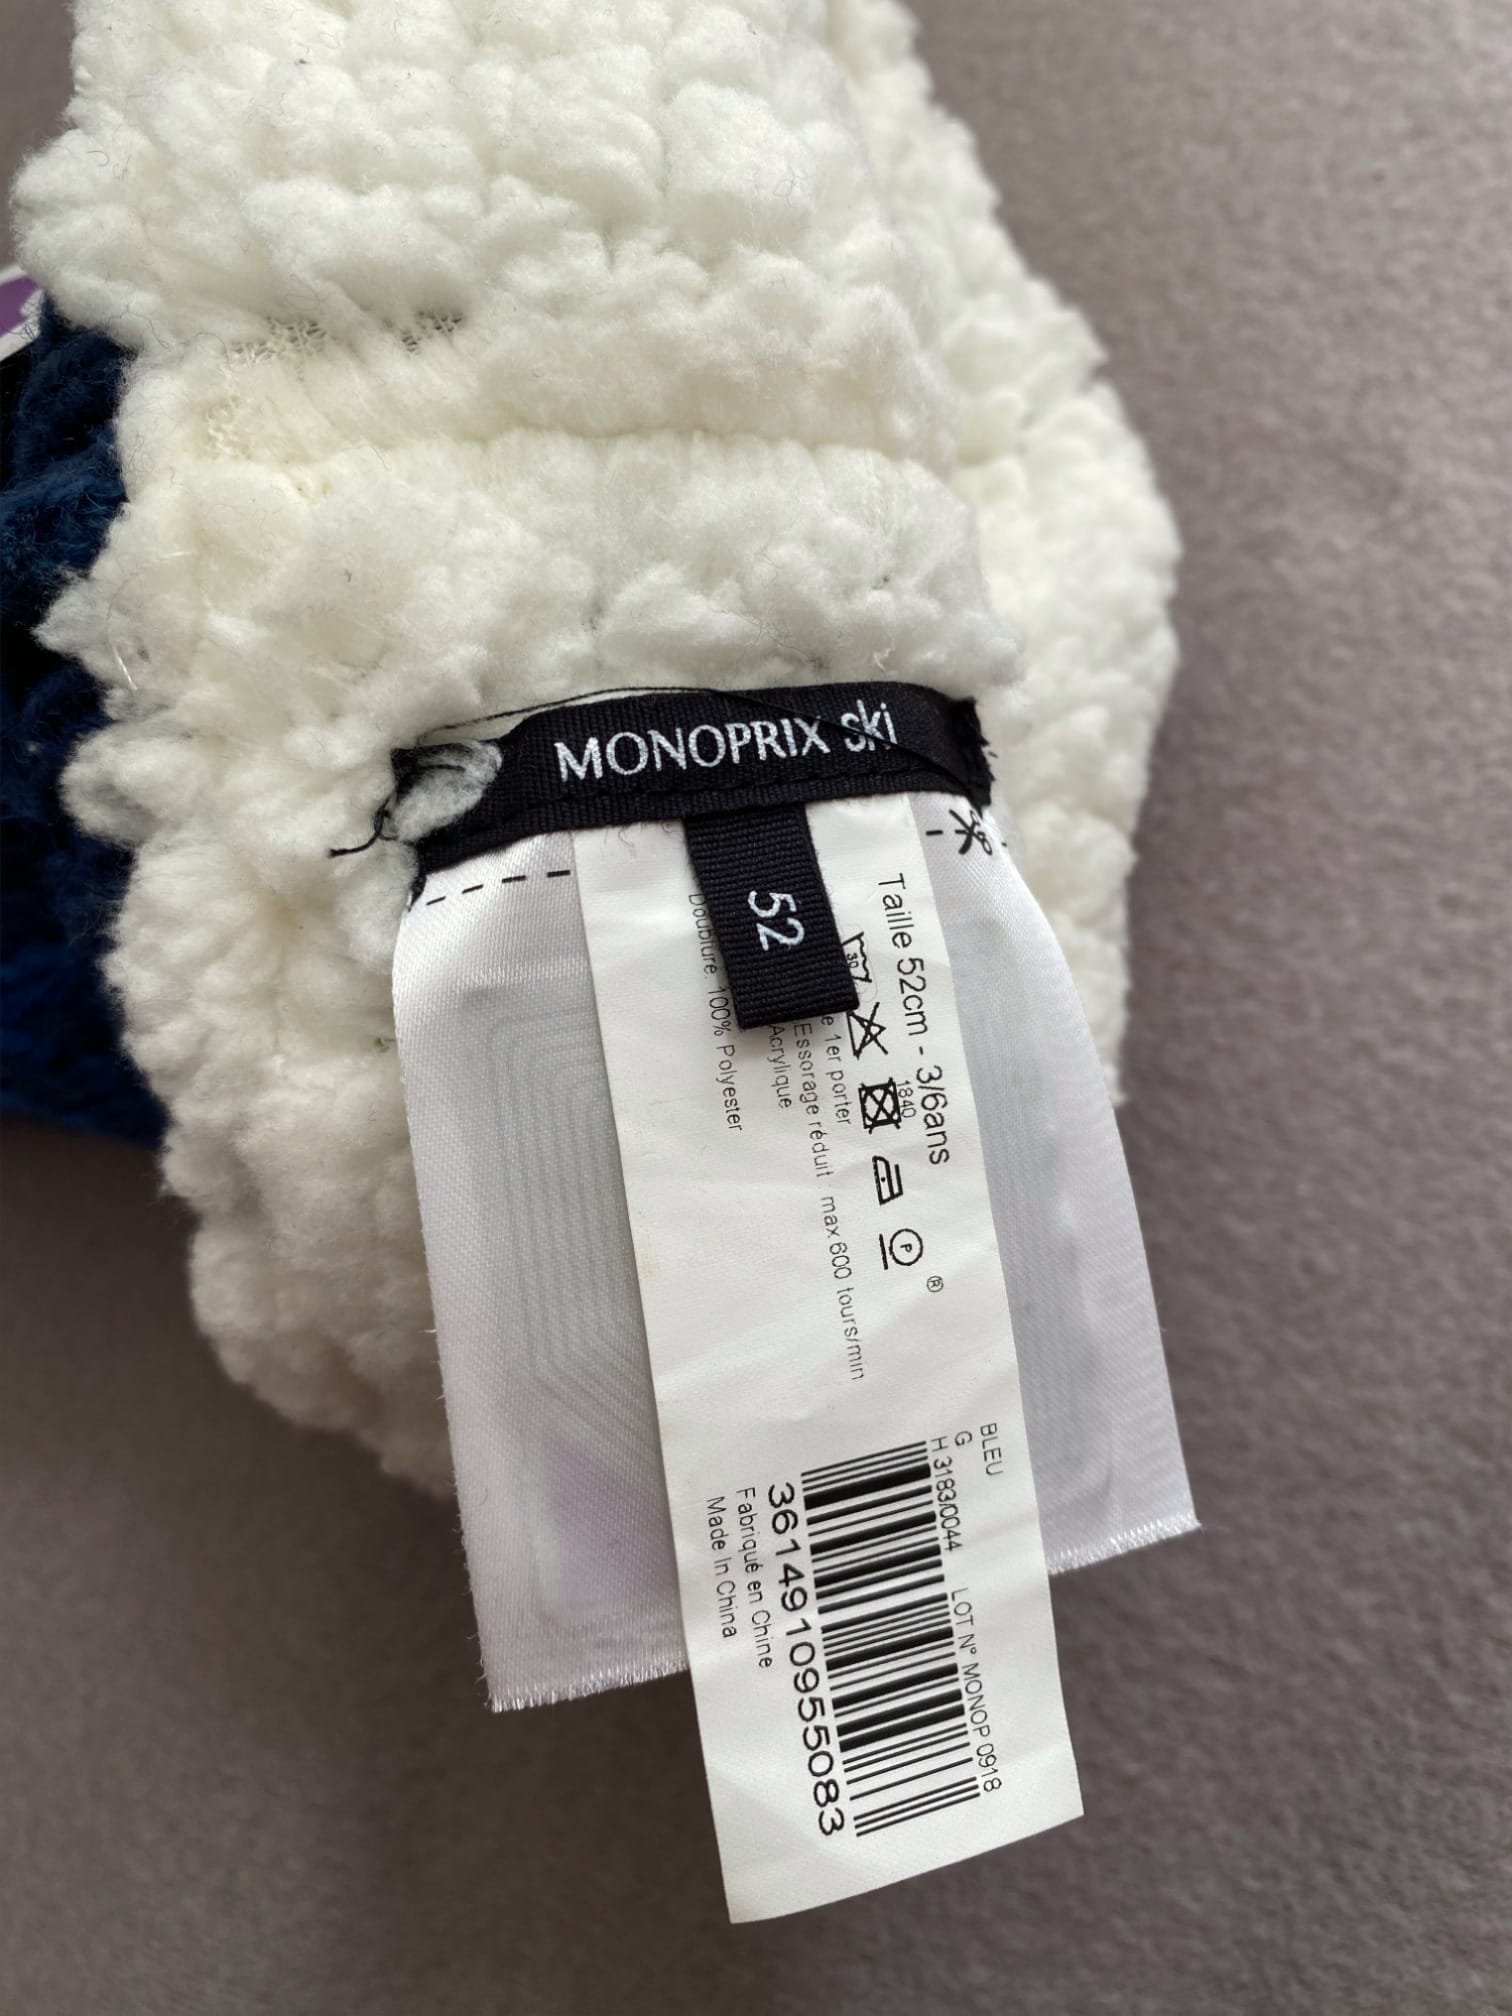 MONOPRIX ski
52
Taille 52cm - 3/6ans
30
1840
P
®
1er porter
Essorage réduit max 600 tours/min
Acrylique
Doublure 100% Polyester
BLEU
G
H 3183/0044 LOT N° MONOP 0918
3614910955083
Fabriqué en Chine
Made In China